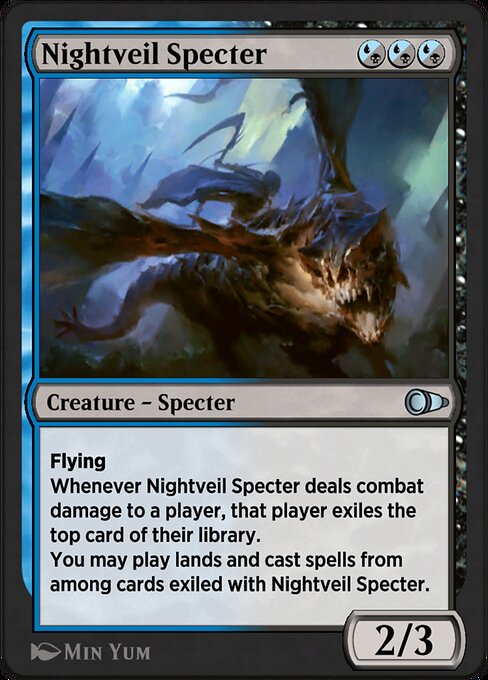 Nightveil Specter
Creature – Specter
Flying
Whenever Nightveil Specter deals combat
damage to a player, that player exiles the
top card of their library.
You may play lands and cast spells from
among cards exiled with Nightveil Specter.
2/3
Min Yum